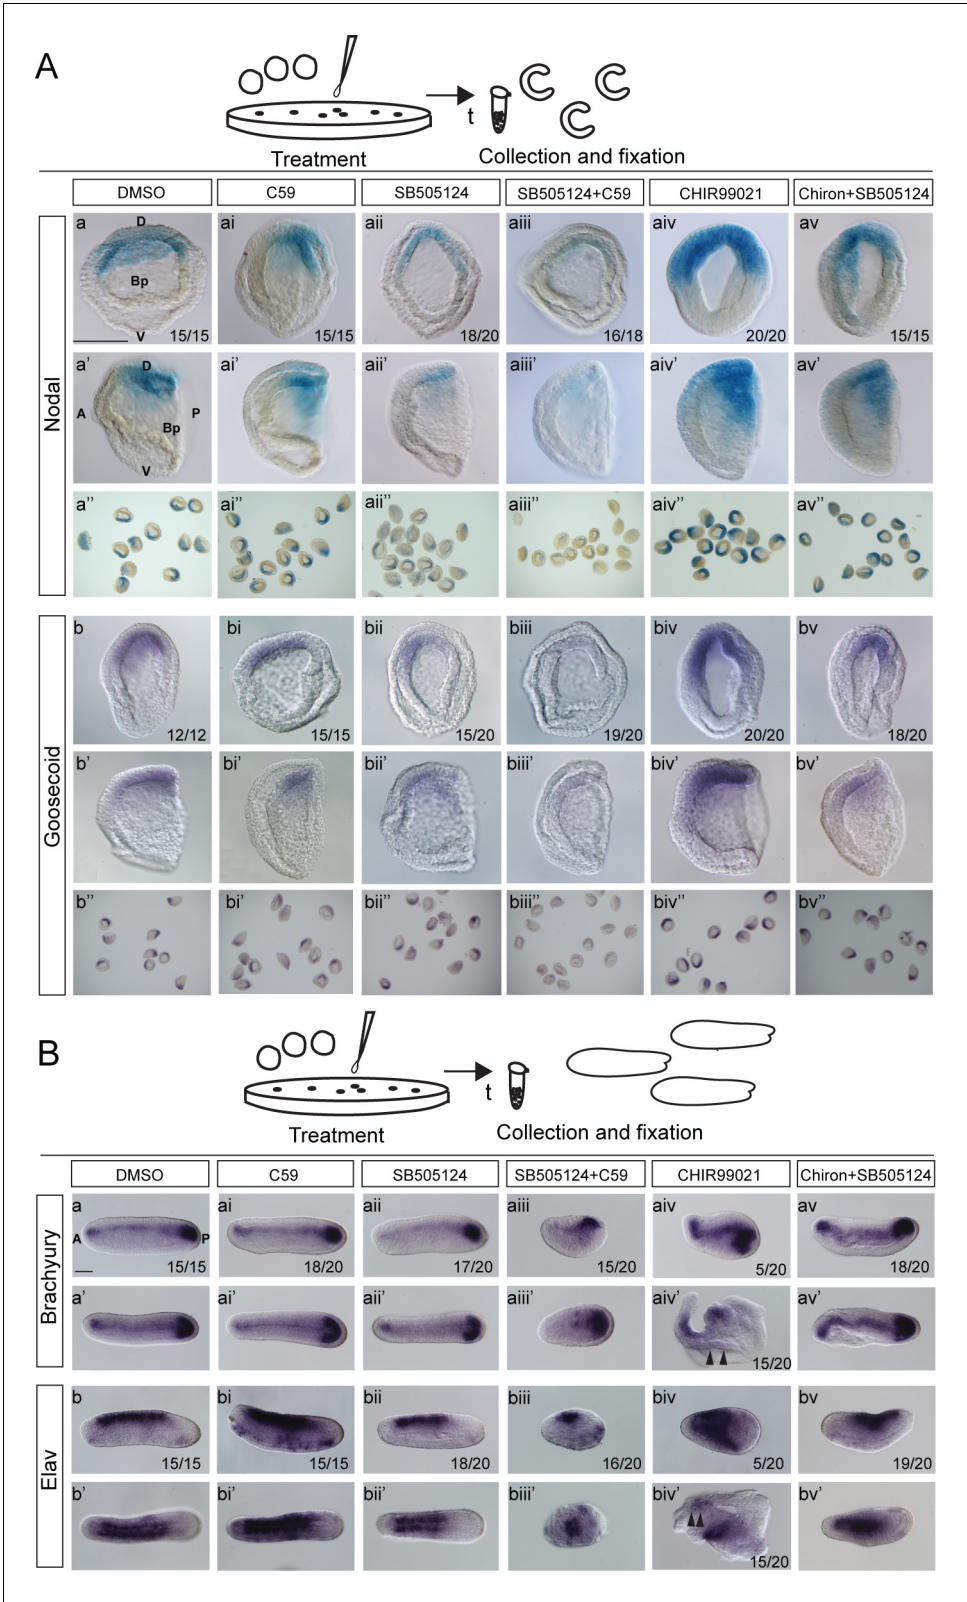 A
t
Treatment
Collection and fixation
DMSO C59 SB505124 SB505124+C59 CHIR99021 Chiron+SB505124
Nodal
a D Bp V 15/15
ai 15/15
aii 18/20
aiii 16/18
aiv 20/20
av 15/15
a' D A P Bp V
ai'
aii'
aiii'
aiv'
av'
a''
ai''
aii''
aiii''
aiv''
av''
Goosecoid
b 12/12
bi 15/15
bii 15/20
biii 19/20
biv 20/20
bv 18/20
b'
bi'
bii'
biii'
biv'
bv'
b''
bi'
bii''
biii''
biv''
bv''
B
t
Treatment
Collection and fixation
DMSO C59 SB505124 SB505124+C59 CHIR99021 Chiron+SB505124
Brachyury
a A P 15/15
ai 18/20
aii 17/20
aiii 15/20
aiv 5/20
av 18/20
a'
ai'
aii'
aiii'
aiv' 15/20
av'
Elav
b 15/15
bi 15/15
bii 18/20
biii 16/20
biv 5/20
bv 19/20
b'
bi'
bii'
biii'
biv' 15/20
bv'